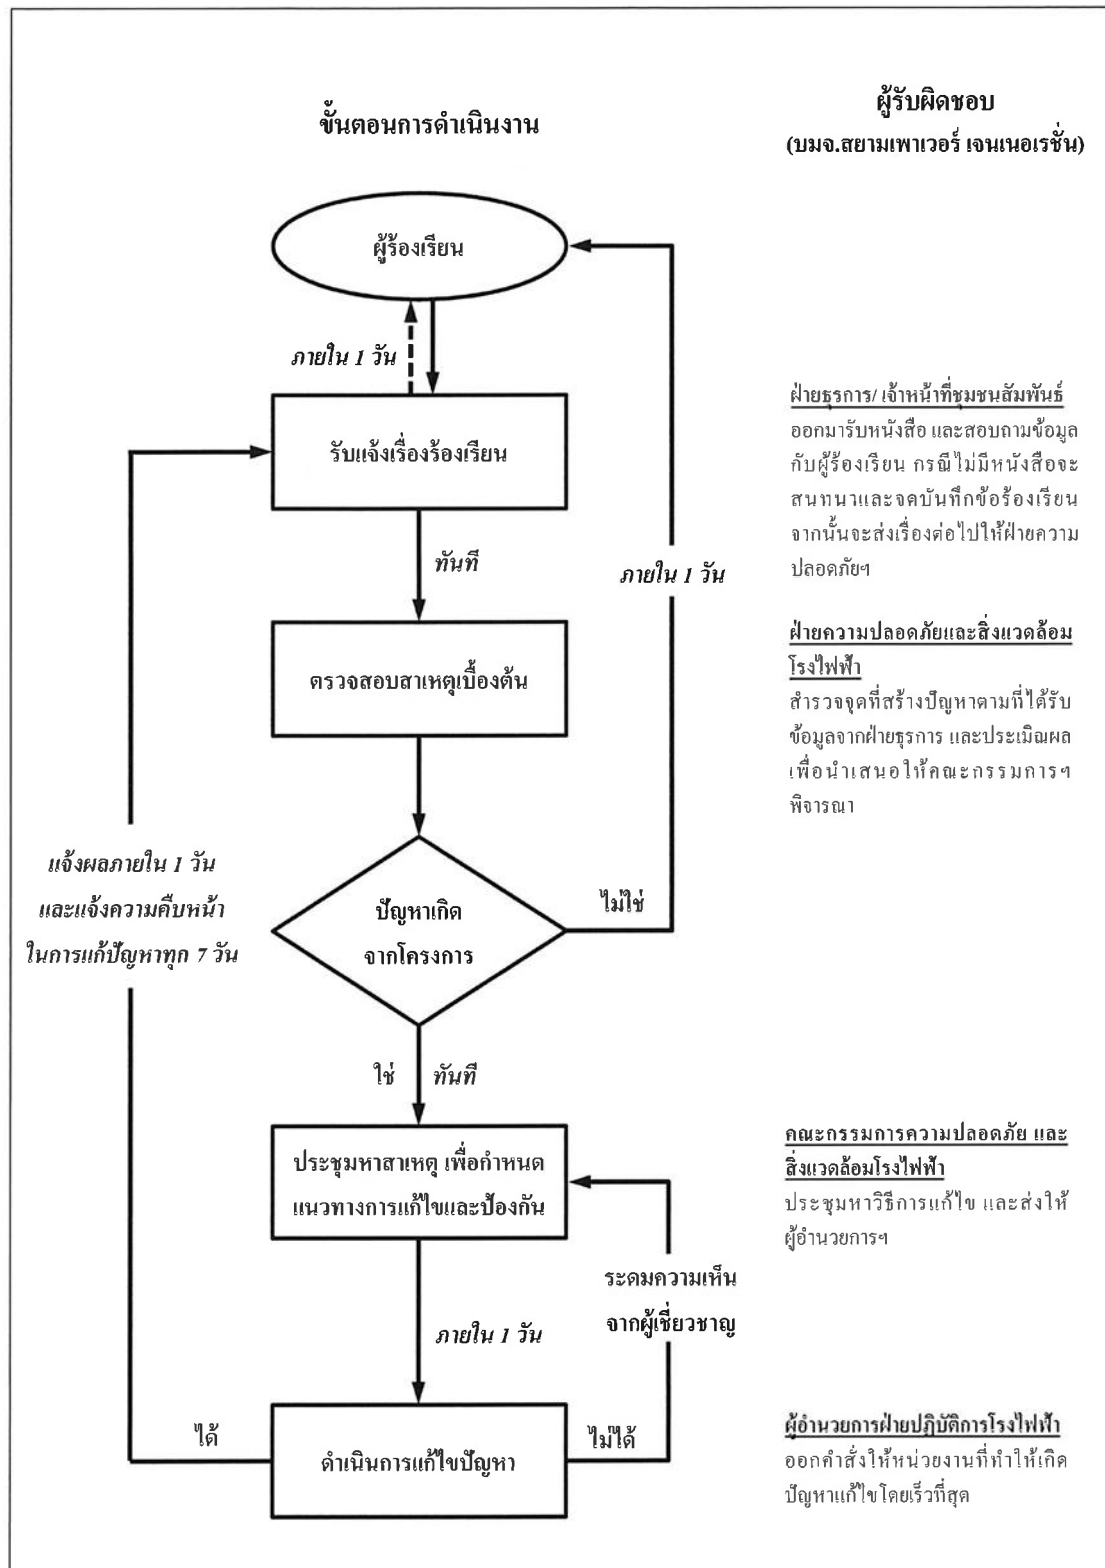 ขั้นตอนการดำเนินงาน
ผู้รับผิดชอบ
(บมจ.สยามเพาเวอร์ เจนเนอเรชั่น)
ผู้ร้องเรียน
ภายใน 1 วัน
รับแจ้งเรื่องร้องเรียน
ฝ่ายธุรการ/เจ้าหน้าที่ชุมชนสัมพันธ์
ออกมารับหนังสือ และสอบถามข้อมูล
กับผู้ร้องเรียน กรณีไม่มีหนังสือจะ
สนทนาและจดบันทึกข้อร้องเรียน
จากนั้นจะส่งเรื่องต่อไปให้ฝ่ายความ
ปลอดภัยฯ
ทันที
ภายใน 1 วัน
ตรวจสอบสาเหตุเบื้องต้น
ฝ่ายความปลอดภัยและสิ่งแวดล้อม
โรงไฟฟ้า
สำรวจจุดที่สร้างปัญหาตามที่ได้รับ
ข้อมูลจากฝ่ายธุรการ และประเมินผล
เพื่อนำเสนอให้คณะกรรมการฯ
พิจารณา
แจ้งผลภายใน 1 วัน
และแจ้งความคืบหน้า
ในการแก้ปัญหาทุก 7 วัน
ปัญหาเกิด
จากโครงการ
ไม่ใช่
ใช่
ทันที
ประชุมหาสาเหตุ เพื่อกำหนด
แนวทางการแก้ไขและป้องกัน
คณะกรรมการความปลอดภัย และ
สิ่งแวดล้อมโรงไฟฟ้า
ประชุมหาวิธีการแก้ไข และส่งให้
ผู้อำนวยการฯ
ระดมความเห็น
จากผู้เชี่ยวชาญ
ภายใน 1 วัน
ได้
ดำเนินการแก้ไขปัญหา
ไม่ได้
ผู้อำนวยการฝ่ายปฏิบัติการโรงไฟฟ้า
ออกคำสั่งให้หน่วยงานที่ทำให้เกิด
ปัญหาแก้ไขโดยเร็วที่สุด